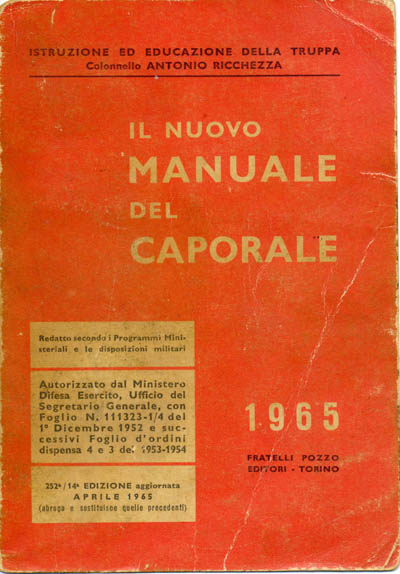 ISTRUZIONE ED EDUCAZIONE DELLA TRUPPA
Colonnello ANTONIO RICCHEZZA
IL NUOVO
MANUALE
DEL
CAPORALE
Redatto secondo i Programmi Mini-
steriali e le disposizioni militari
Autorizzato dal Ministero
Difesa Esercito, Ufficio del
Segretario Generale, con
Foglio N. 111323-1/4 del
1° Dicembre 1952 e suc-
cessivi Foglio d'ordini
dispensa 4 e 3 del 1953-1954
1965
252ª/14ª EDIZIONE aggiornata
APRILE 1965
(abroga e sostituisce quelle precedenti)
FRATELLI POZZO
EDITORI - TORINO